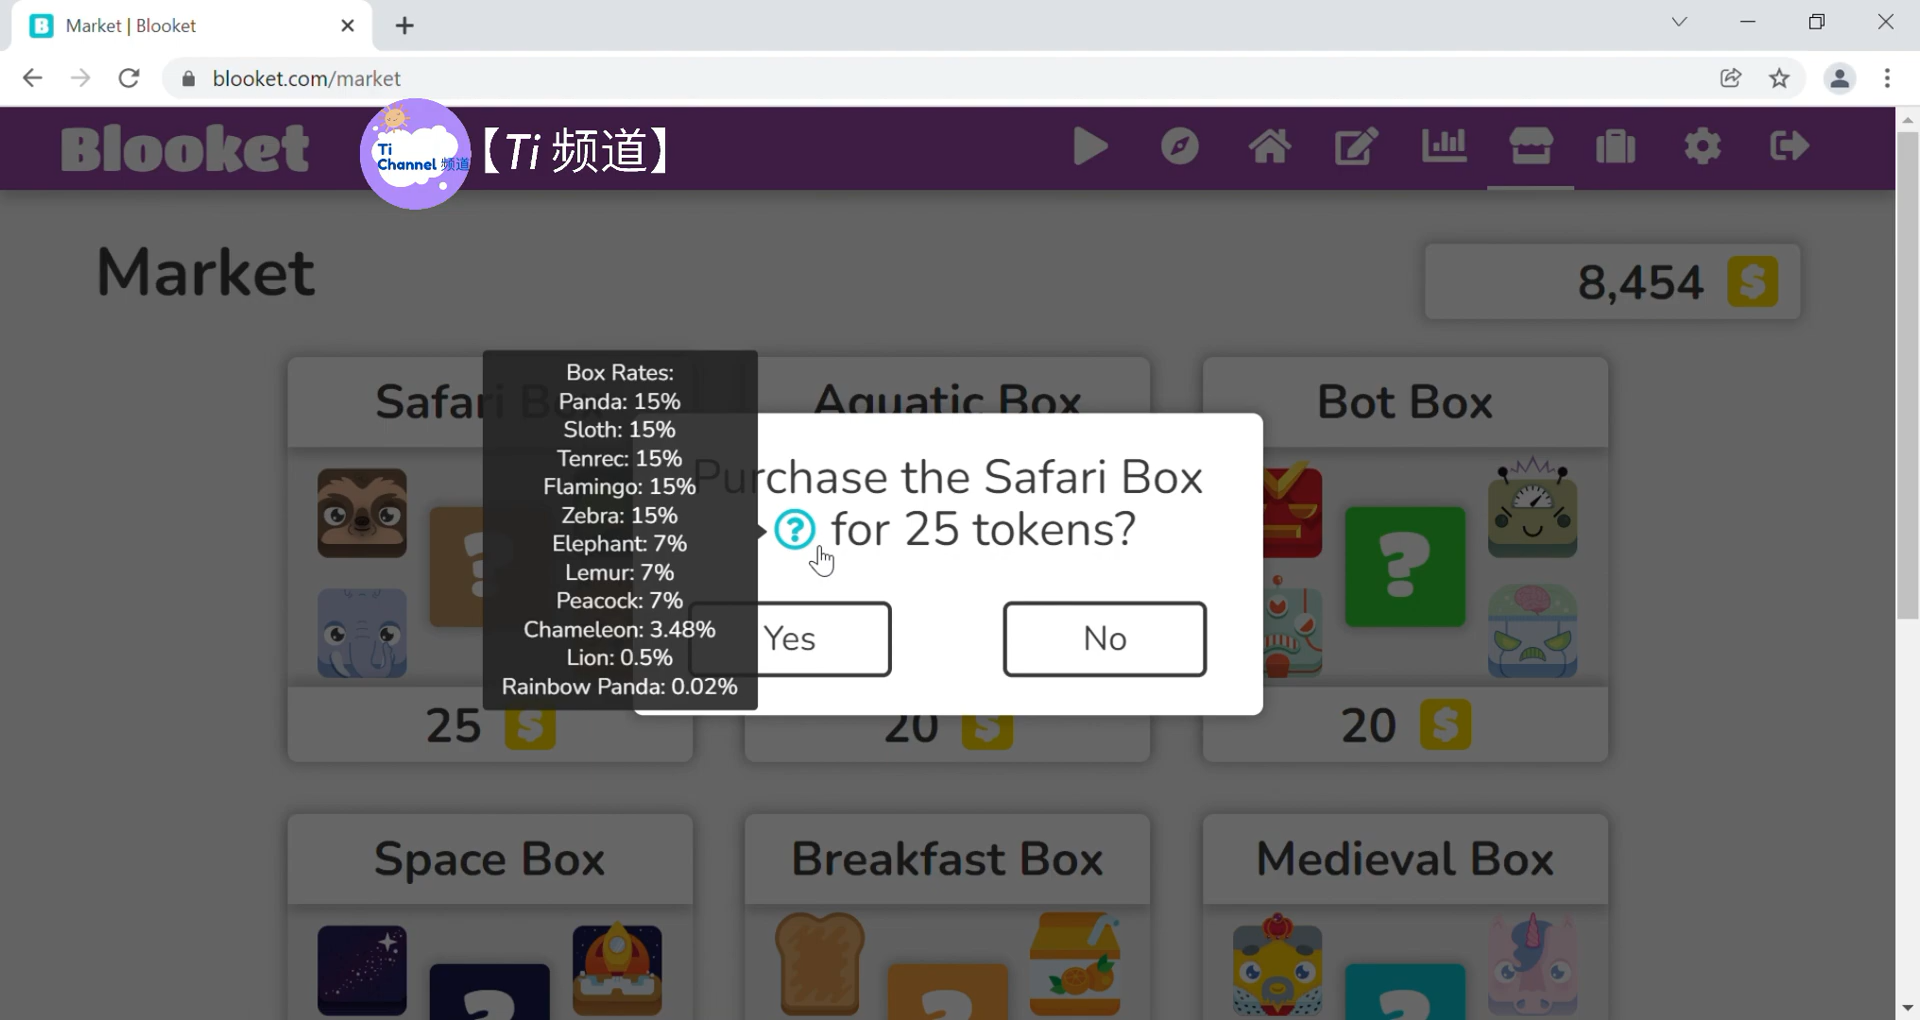 Market | Blooket
blooket.com/market
Blooket
Ti
Channel 频道
【Ti 频道】
Market
8,454
Box Rates:
Panda: 15%
Sloth: 15%
Tenrec: 15%
Flamingo: 15%
Zebra: 15%
Elephant: 7%
Lemur: 7%
Peacock: 7%
Chameleon: 3.48%
Lion: 0.5%
Rainbow Panda: 0.02%
Safari Box
Aquatic Box
Bot Box
Purchase the Safari Box
? for 25 tokens?
Yes
No
?
?
25
20
20
Space Box
Breakfast Box
Medieval Box
?
?
?